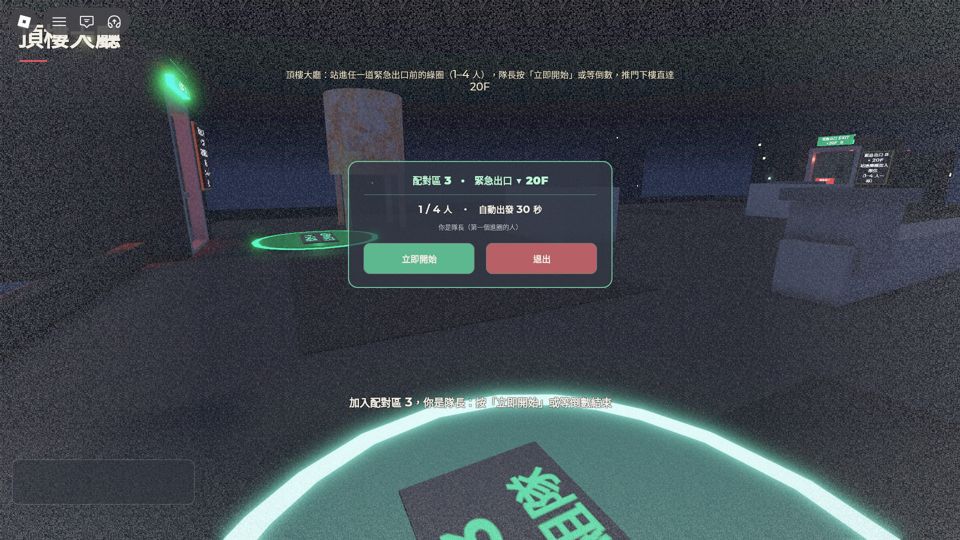 頂樓大廳
頂樓大廳：站進任一道緊急出口前的綠圈（1–4 人），隊長按「立即開始」或等倒數，推門下樓直達
20F
配對區 3 • 緊急出口 ▼ 20F
1 / 4 人 • 自動出發 30 秒
你是隊長（第一個進圈的人）
立即開始
退出
加入配對區 3，你是隊長：按「立即開始」或等倒數結束